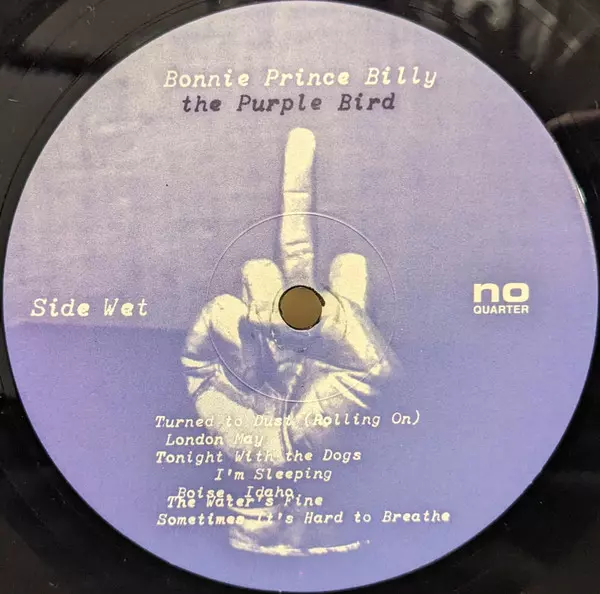 Bonnie Prince Billy
the Purple Bird
Side Wet
no
QUARTER
Turned to Dust (Rolling On)
London May
Tonight With the Dogs
I'm Sleeping
Boise, Idaho
The Water's Fine
Sometimes It's Hard to Breathe